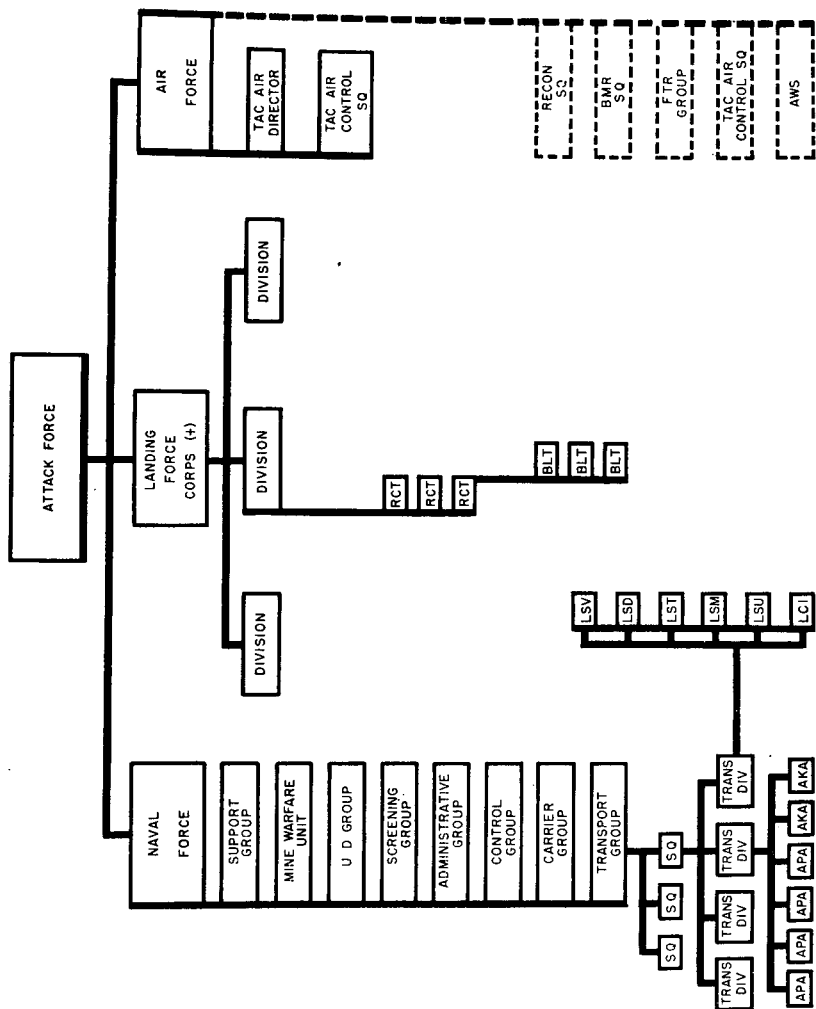 ATTACK FORCE
NAVAL
FORCE
SUPPORT
GROUP
MINE WARFARE
UNIT
U D GROUP
SCREENING
GROUP
ADMINISTRATIVE
GROUP
CONTROL
GROUP
CARRIER
GROUP
TRANSPORT
GROUP
SQ
SQ
SQ
TRANS
DIV
TRANS
DIV
TRANS
DIV
TRANS
DIV
APA
APA
APA
APA
AKA
AKA
LSV
LSD
LST
LSM
LSU
LCI
LANDING
FORCE
CORPS (+)
DIVISION
DIVISION
DIVISION
RCT
RCT
RCT
BLT
BLT
BLT
AIR
FORCE
TAC AIR
DIRECTOR
TAC AIR
CONTROL
SQ
RECON
SQ
BMR
SQ
FTR
GROUP
TAC AIR
CONTROL SQ
AWS